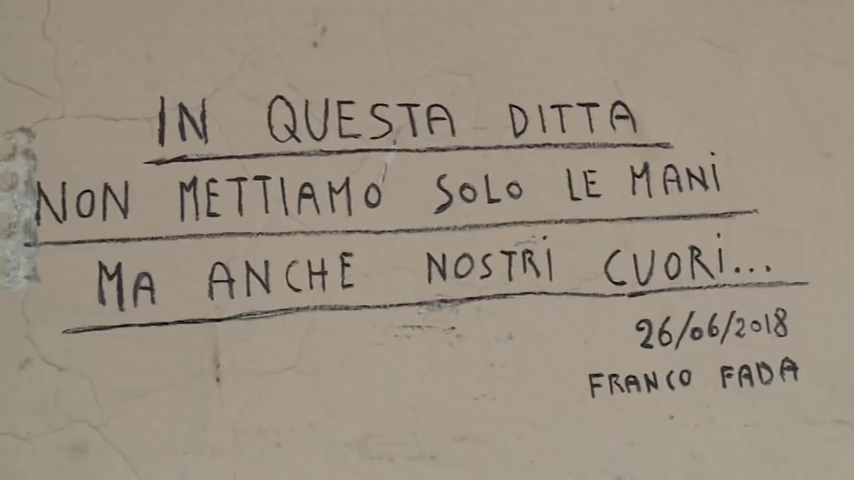 IN QUESTA DITTA
NON METTIAMO SOLO LE MANi
MA ANCHE NOSTRi CUORi...
26/06/2018
FRANCO FADA